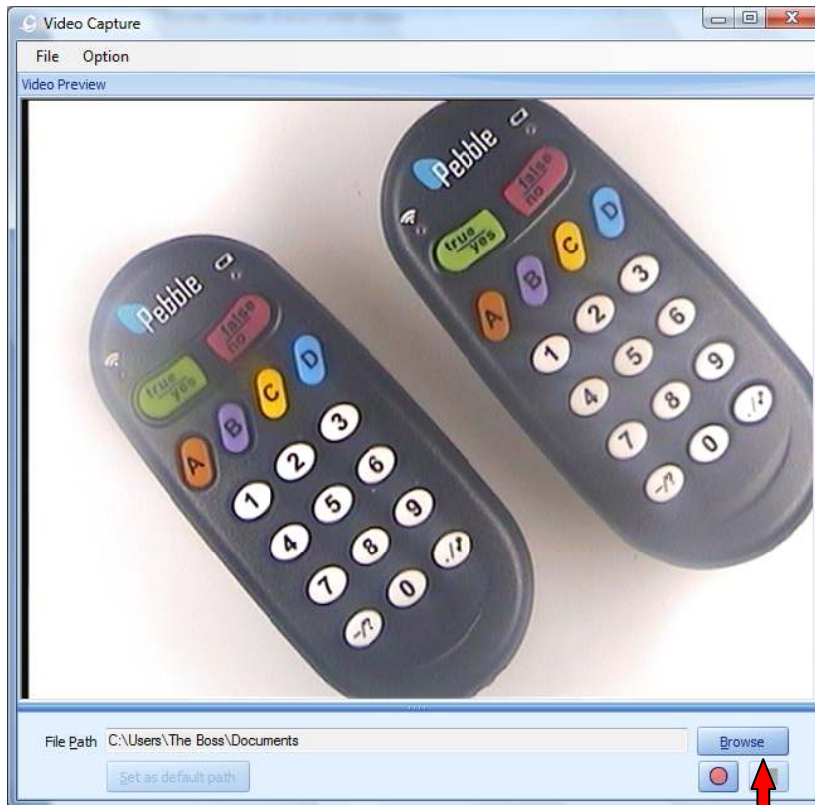 Video Capture
File Option
Video Preview
Pebble
true
yes
false
no
A B C D
1 2 3
4 5 6
7 8 9
-/? 0
Pebble
true
yes
false
no
A B C D
1 2 3
4 5 6
7 8 9
-/? 0
File Path C:\Users\The Boss\Documents Browse
Set as default path